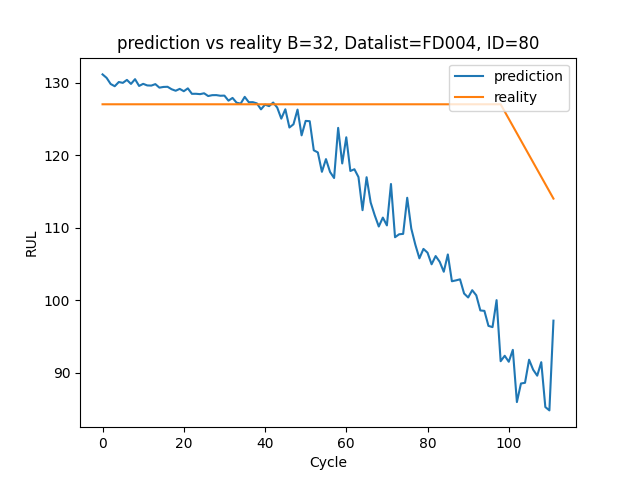 prediction vs reality B=32, Datalist=FD004, ID=80
prediction
reality
130
120
110
100
90
RUL
0 20 40 60 80 100
Cycle